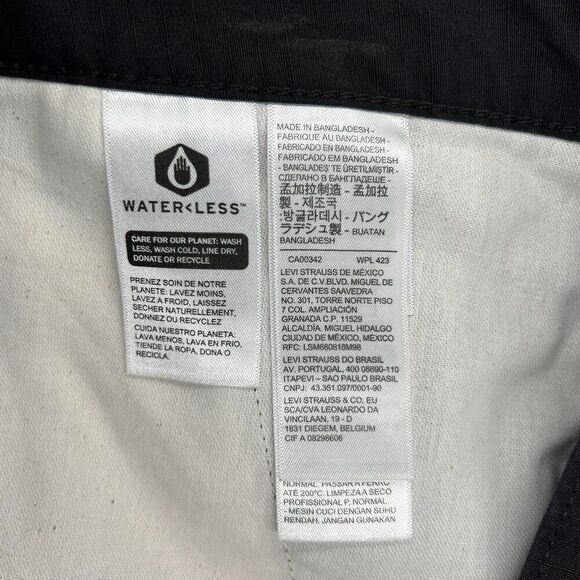 WATER<LESS™
CARE FOR OUR PLANET: WASH
LESS, WASH COLD, LINE DRY,
DONATE OR RECYCLE
PRENEZ SOIN DE NOTRE
PLANETE: LAVEZ MOINS,
LAVEZ A FROID, LAISSEZ
SECHER NATURELLEMENT,
DONNEZ OU RECYCLEZ
CUIDA NUESTRO PLANETA:
LAVA MENOS, LAVA EN FRIO,
TIENDE LA ROPA, DONA O
RECICLA.
MADE IN BANGLADESH -
FABRIQUE AU BANGLADESH -
FABRICADO EN BANGLADESH -
FABRICADO EM BANGLADESH
- BANGLADEŞ'TE ÜRETİLMİŞTİR -
СДЕЛАНО В БАНГЛАДЕШЕ -
孟加拉制造 - 孟加拉
製 - 제조국
:방글라데시 - バング
ラデシュ製 - BUATAN
BANGLADESH
CA00342 WPL 423
LEVI STRAUSS DE MÉXICO
S.A. DE C.V.BLVD. MIGUEL DE
CERVANTES SAAVEDRA
NO. 301, TORRE NORTE PISO
7 COL. AMPLIACIÓN
GRANADA C.P. 11529
ALCALDÍA. MIGUEL HIDALGO
CIUDAD DE MÉXICO, MÉXICO
RFC: LSM660818M98
LEVI STRAUSS DO BRASIL
AV. PORTUGAL, 400 06690-110
ITAPEVI – SAO PAULO BRASIL
CNPJ: 43.351.097/0001-90
LEVI STRAUSS & CO. EU
SCA/CVA LEONARDO DA
VINCILAAN, 19 - D
1831 DIEGEM, BELGIUM
CIF A 08298606
NORMAL. PASSAR A FERRO
ATÉ 200ºC. LIMPEZA A SECO
PROFISSIONAL P, NORMAL.
- MESIN CUCI DENGAN SUHU
RENDAH. JANGAN GUNAKAN